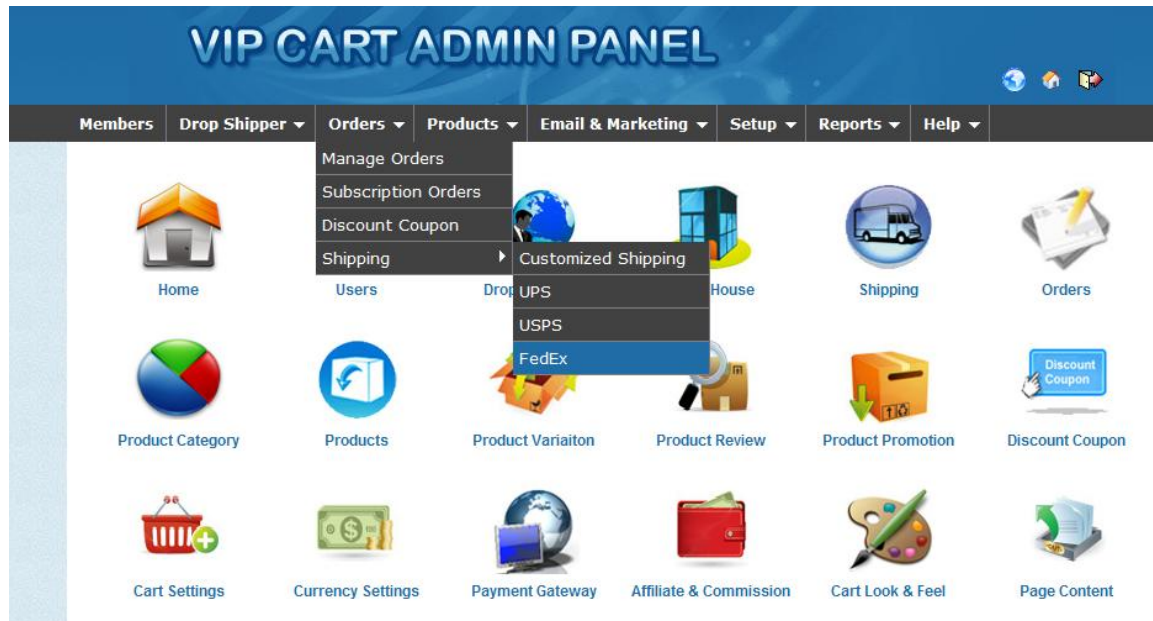 VIP CART ADMIN PANEL
Members Drop Shipper Orders Products Email & Marketing Setup Reports Help
Manage Orders
Subscription Orders
Discount Coupon
Shipping Customized Shipping
UPS
USPS
FedEx
Home Users Drop House Shipping Orders
Discount
Coupon
Product Category Products Product Variaiton Product Review Product Promotion Discount Coupon
Cart Settings Currency Settings Payment Gateway Affiliate & Commission Cart Look & Feel Page Content